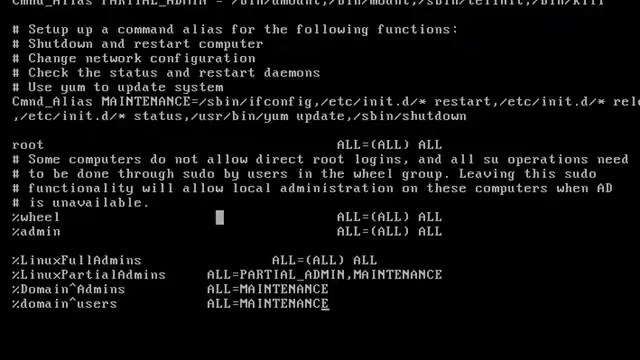 Cmnd_Alias PARTIAL_ADMIN = /bin/umount,/bin/mount,/sbin/telinit,/bin/kill
# Setup up a command alias for the following functions:
# Shutdown and restart computer
# Change network configuration
# Check the status and restart daemons
# Use yum to update system
Cmnd_Alias MAINTENANCE=/sbin/ifconfig,/etc/init.d/* restart,/etc/init.d/* relo
,/etc/init.d/* status,/usr/bin/yum update,/sbin/shutdown
root ALL=(ALL) ALL
# Some computers do not allow direct root logins, and all su operations need
# to be done through sudo by users in the wheel group. Leaving this sudo
# functionality will allow local administration on these computers when AD
# is unavailable.
%wheel ALL=(ALL) ALL
%admin ALL=(ALL) ALL
%LinuxFullAdmins ALL=(ALL) ALL
%LinuxPartialAdmins ALL=PARTIAL_ADMIN,MAINTENANCE
%Domain^Admins ALL=MAINTENANCE
%domain^users ALL=MAINTENANCE